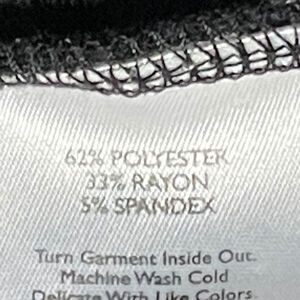 62% POLYESTER
33% RAYON
5% SPANDEX
Turn Garment Inside Out.
Machine Wash Cold
Delicate With Like Colors.